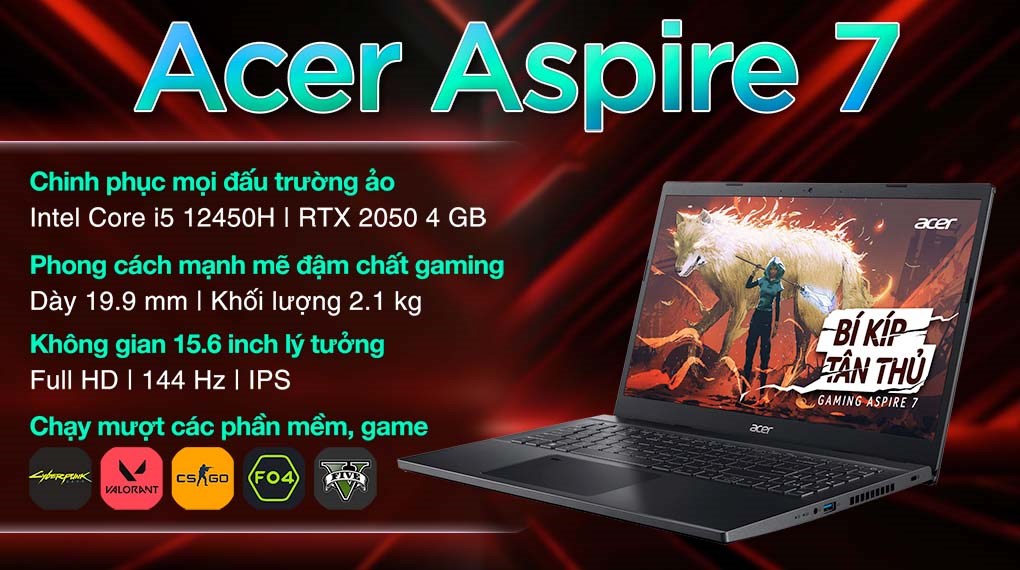 Acer Aspire 7
Chinh phục mọi đấu trường ảo
Intel Core i5 12450H | RTX 2050 4 GB
Phong cách mạnh mẽ đậm chất gaming
Dày 19.9 mm | Khối lượng 2.1 kg
Không gian 15.6 inch lý tưởng
Full HD | 144 Hz | IPS
Chạy mượt các phần mềm, game
CYBERPUNK
VALORANT
CS GO
FO4
FIVE
V
acer
BÍ KÍP
TÂN THỦ
GAMING ASPIRE 7
acer